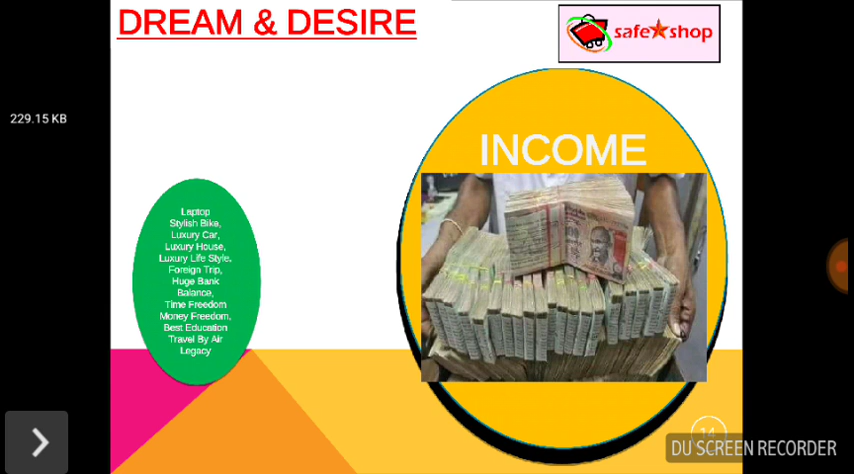 DREAM & DESIRE
safe shop
229.15 KB
INCOME
Laptop
Stylish Bike,
Luxury Car,
Luxury House,
Luxury Life Style.
Foreign Trip,
Huge Bank
Balance,
Time Freedom
Money Freedom,
Best Education
Travel By Air
Legacy
14
DU SCREEN RECORDER